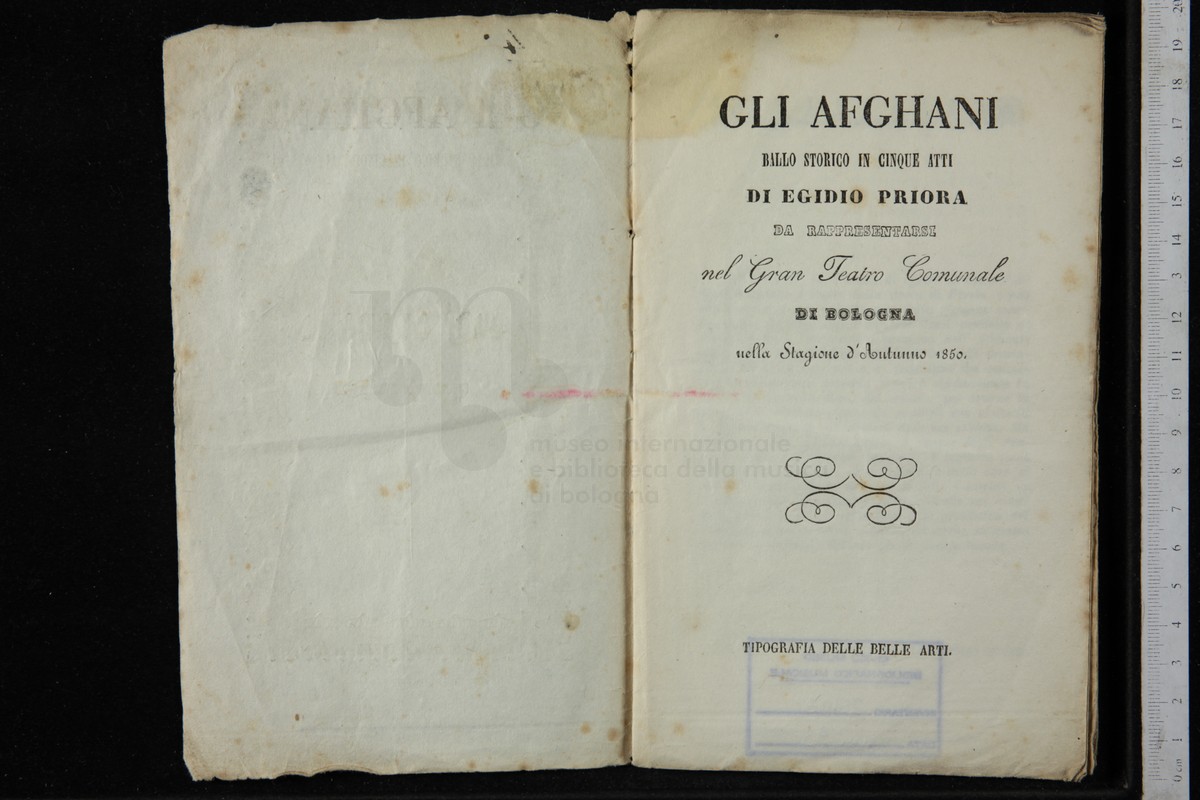 GLI AFGHANI
BALLO STORICO IN CINQUE ATTI
DI EGIDIO PRIORA
DA RAPPRESENTARSI
nel Gran Teatro Comunale
DI BOLOGNA
nella Stagione d'Autunno 1850.
TIPOGRAFIA DELLE BELLE ARTI.
museo internazionale
e biblioteca della musica
di bologna